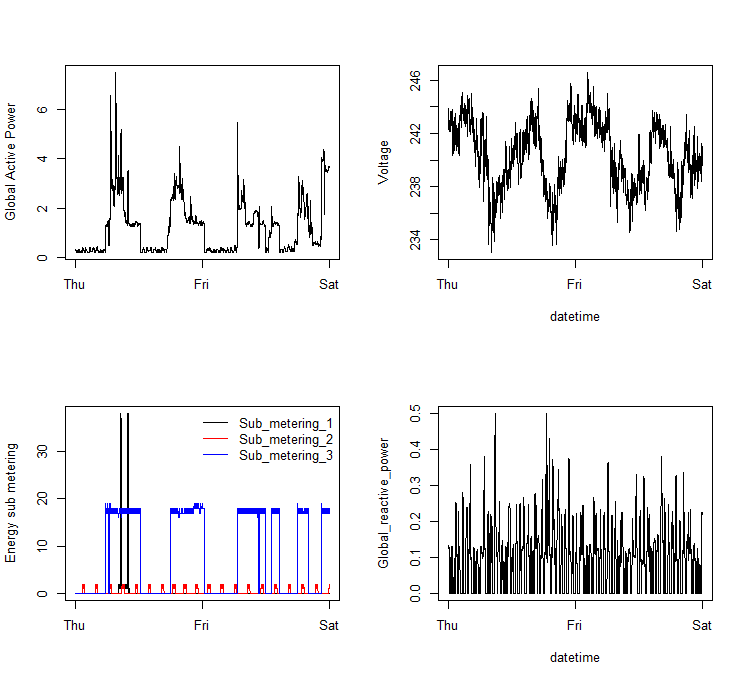 Global Active Power
0
2
4
6
Thu
Fri
Sat
Voltage
234
238
242
246
Thu
Fri
Sat
datetime
Energy sub metering
0
10
20
30
Sub_metering_1
Sub_metering_2
Sub_metering_3
Thu
Fri
Sat
Global_reactive_power
0.0
0.1
0.2
0.3
0.4
0.5
Thu
Fri
Sat
datetime